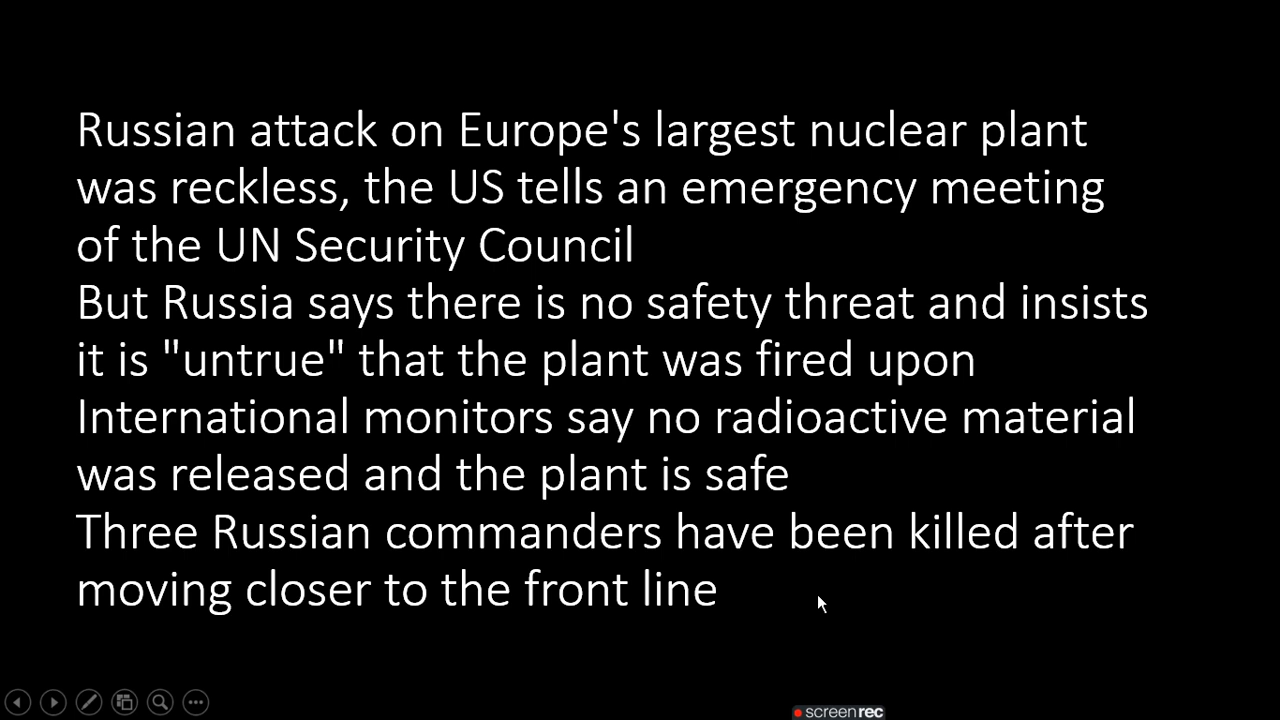 Russian attack on Europe's largest nuclear plant
was reckless, the US tells an emergency meeting
of the UN Security Council
But Russia says there is no safety threat and insists
it is "untrue" that the plant was fired upon
International monitors say no radioactive material
was released and the plant is safe
Three Russian commanders have been killed after
moving closer to the front line
screenrec